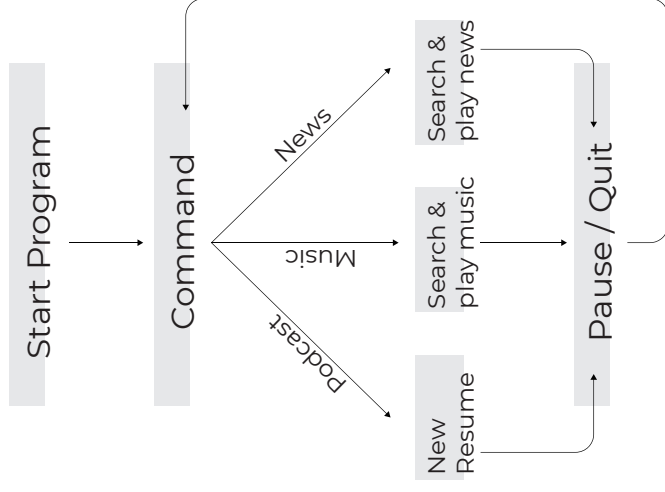 Start Program
Command
News
Music
Podcast
Search &
play news
Search &
play music
New
Resume
Pause / Quit